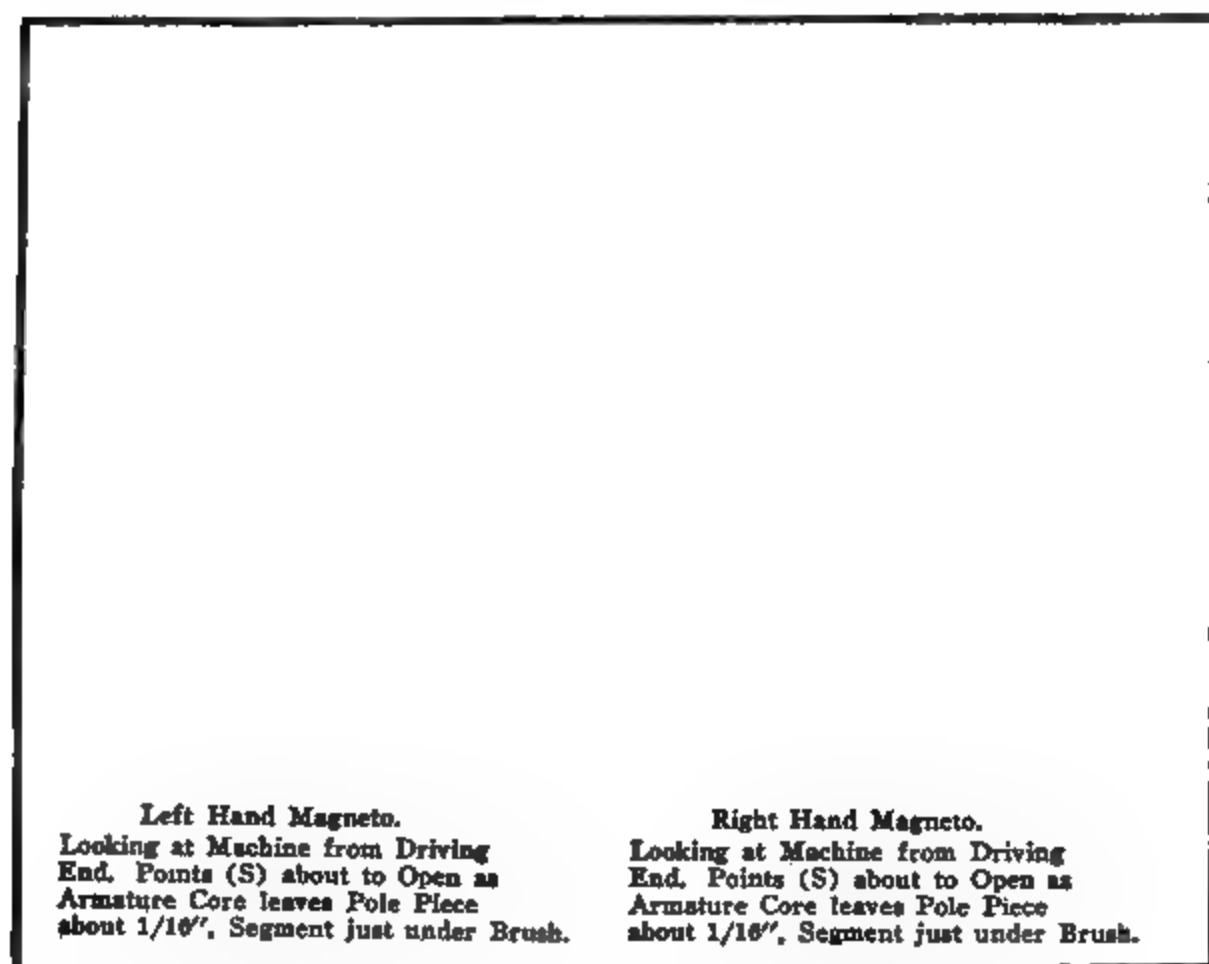 Left Hand Magneto.
Looking at Machine from Driving
End. Points (S) about to Open as
Armature Core leaves Pole Piece
about 1/16″. Segment just under Brush.
Right Hand Magneto.
Looking at Machine from Driving
End. Points (S) about to Open as
Armature Core leaves Pole Piece
about 1/16″. Segment just under Brush.